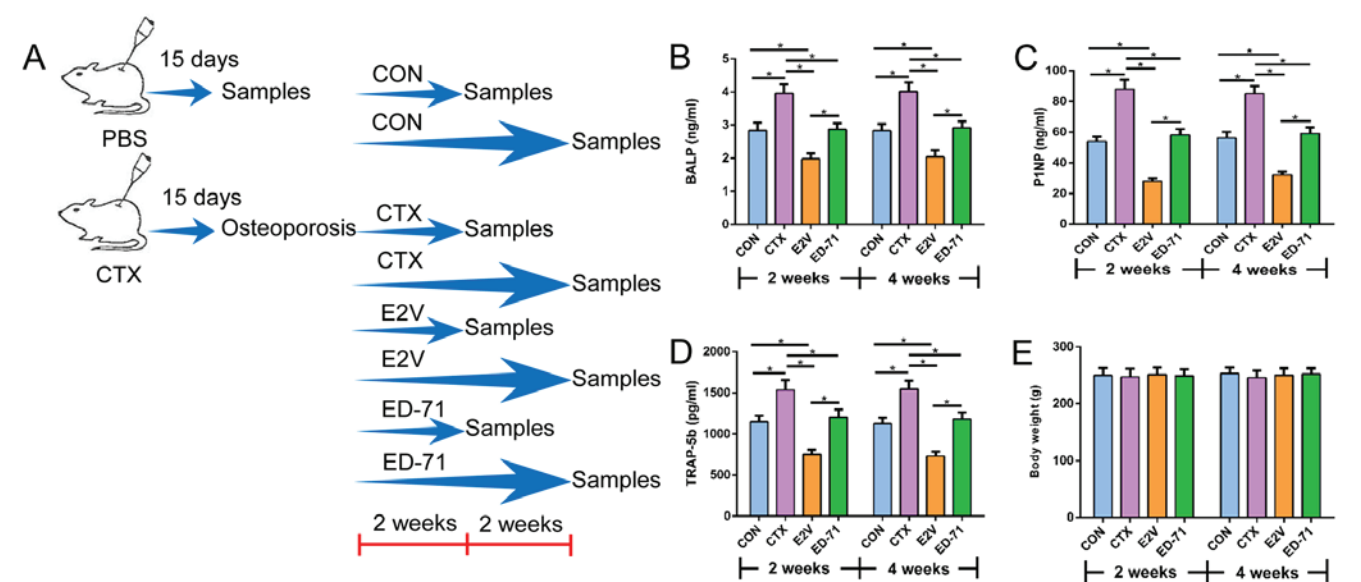 A
15 days
Samples
PBS
CON
Samples
CON
Samples
15 days
Osteoporosis
CTX
CTX
Samples
CTX
Samples
E2V
Samples
E2V
Samples
ED-71
Samples
ED-71
Samples
2 weeks 2 weeks
B
BALP (ng/ml)
5
4
3
2
1
0
* * * * *
* * * * *
CON CTX E2V ED-71 CON CTX E2V ED-71
2 weeks 4 weeks
C
P1NP (ng/ml)
100
80
60
40
20
0
* * * * *
* * * * *
CON CTX E2V ED-71 CON CTX E2V ED-71
2 weeks 4 weeks
D
TRAP-5b (pg/ml)
2000
1500
1000
500
0
* * * * *
* * * * *
CON CTX E2V ED-71 CON CTX E2V ED-71
2 weeks 4 weeks
E
Body weight (g)
300
200
100
0
CON CTX E2V ED-71 CON CTX E2V ED-71
2 weeks 4 weeks